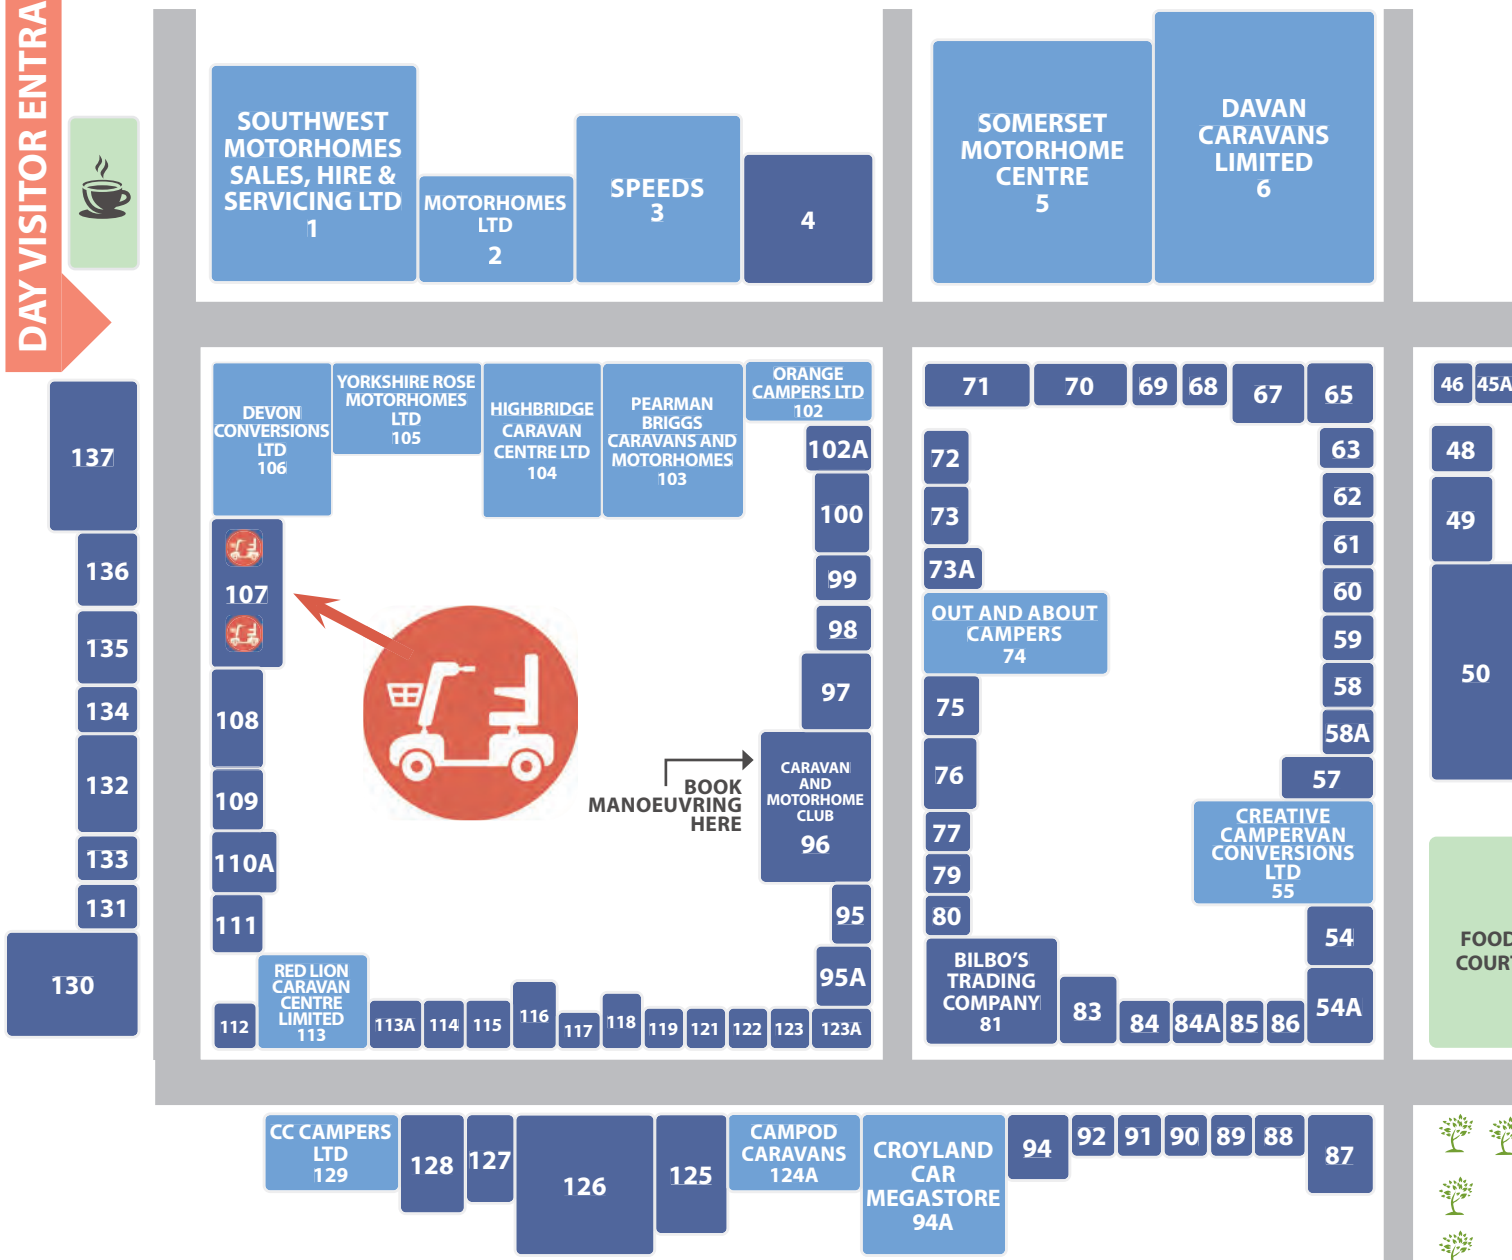 DAY VISITOR ENTRA
SOUTHWEST
MOTORHOMES
SALES, HIRE &
SERVICING LTD
1
MOTORHOMES
LTD
2
SPEEDS
3
4
SOMERSET
MOTORHOME
CENTRE
5
DAVAN
CARAVANS
LIMITED
6
137
136
135
134
132
133
131
130
DEVON
CONVERSIONS
LTD
106
YORKSHIRE ROSE
MOTORHOMES
LTD
105
HIGHBRIDGE
CARAVAN
CENTRE LTD
104
PEARMAN
BRIGGS
CARAVANS AND
MOTORHOMES
103
ORANGE
CAMPERS LTD
102
102A
100
99
98
97
107
108
109
110A
111
BOOK
MANOEUVRING
HERE
CARAVAN
AND
MOTORHOME
CLUB
96
95
95A
112
RED LION
CARAVAN
CENTRE
LIMITED
113
113A
114
115
116
117
118
119
121
122
123
123A
71
70
69
68
67
65
72
73
73A
OUT AND ABOUT
CAMPERS
74
75
76
77
79
80
BILBO'S
TRADING
COMPANY
81
83
84
84A
85
86
63
62
61
60
59
58
58A
57
CREATIVE
CAMPERVAN
CONVERSIONS
LTD
55
54
54A
46
45A
48
49
50
FOOD
COURT
CC CAMPERS
LTD
129
128
127
126
125
CAMPOD
CARAVANS
124A
CROYLAND
CAR
MEGASTORE
94A
94
92
91
90
89
88
87